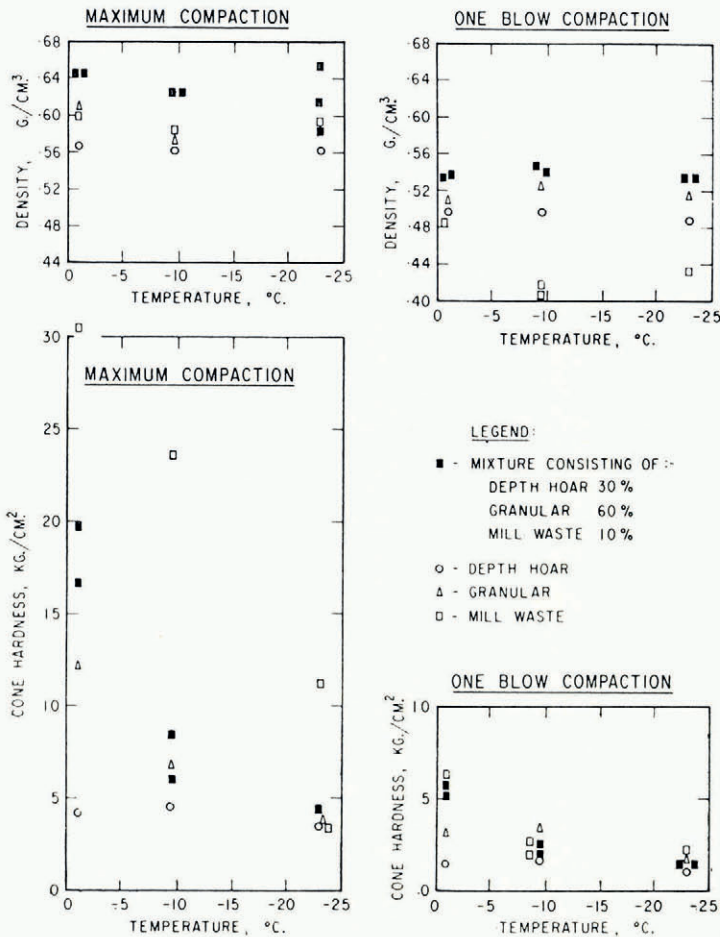 MAXIMUM COMPACTION
.68
.64
.60
.56
.52
.48
.44
DENSITY, G./CM.³
0 -5 -10 -15 -20 -25
TEMPERATURE, °C.
ONE BLOW COMPACTION
.68
.64
.60
.56
.52
.48
.44
.40
DENSITY, G./CM.³
0 -5 -10 -15 -20 -25
TEMPERATURE, °C.
MAXIMUM COMPACTION
30
25
20
15
10
5
0
CONE HARDNESS, KG./CM.²
0 -5 -10 -15 -20 -25
TEMPERATURE, °C.
LEGEND:
■ - MIXTURE CONSISTING OF :-
DEPTH HOAR 30%
GRANULAR 60%
MILL WASTE 10%
○ - DEPTH HOAR
△ - GRANULAR
□ - MILL WASTE
ONE BLOW COMPACTION
10
5
.0
CONE HARDNESS, KG./CM.²
0 -5 -10 -15 -20 -25
TEMPERATURE, °C.